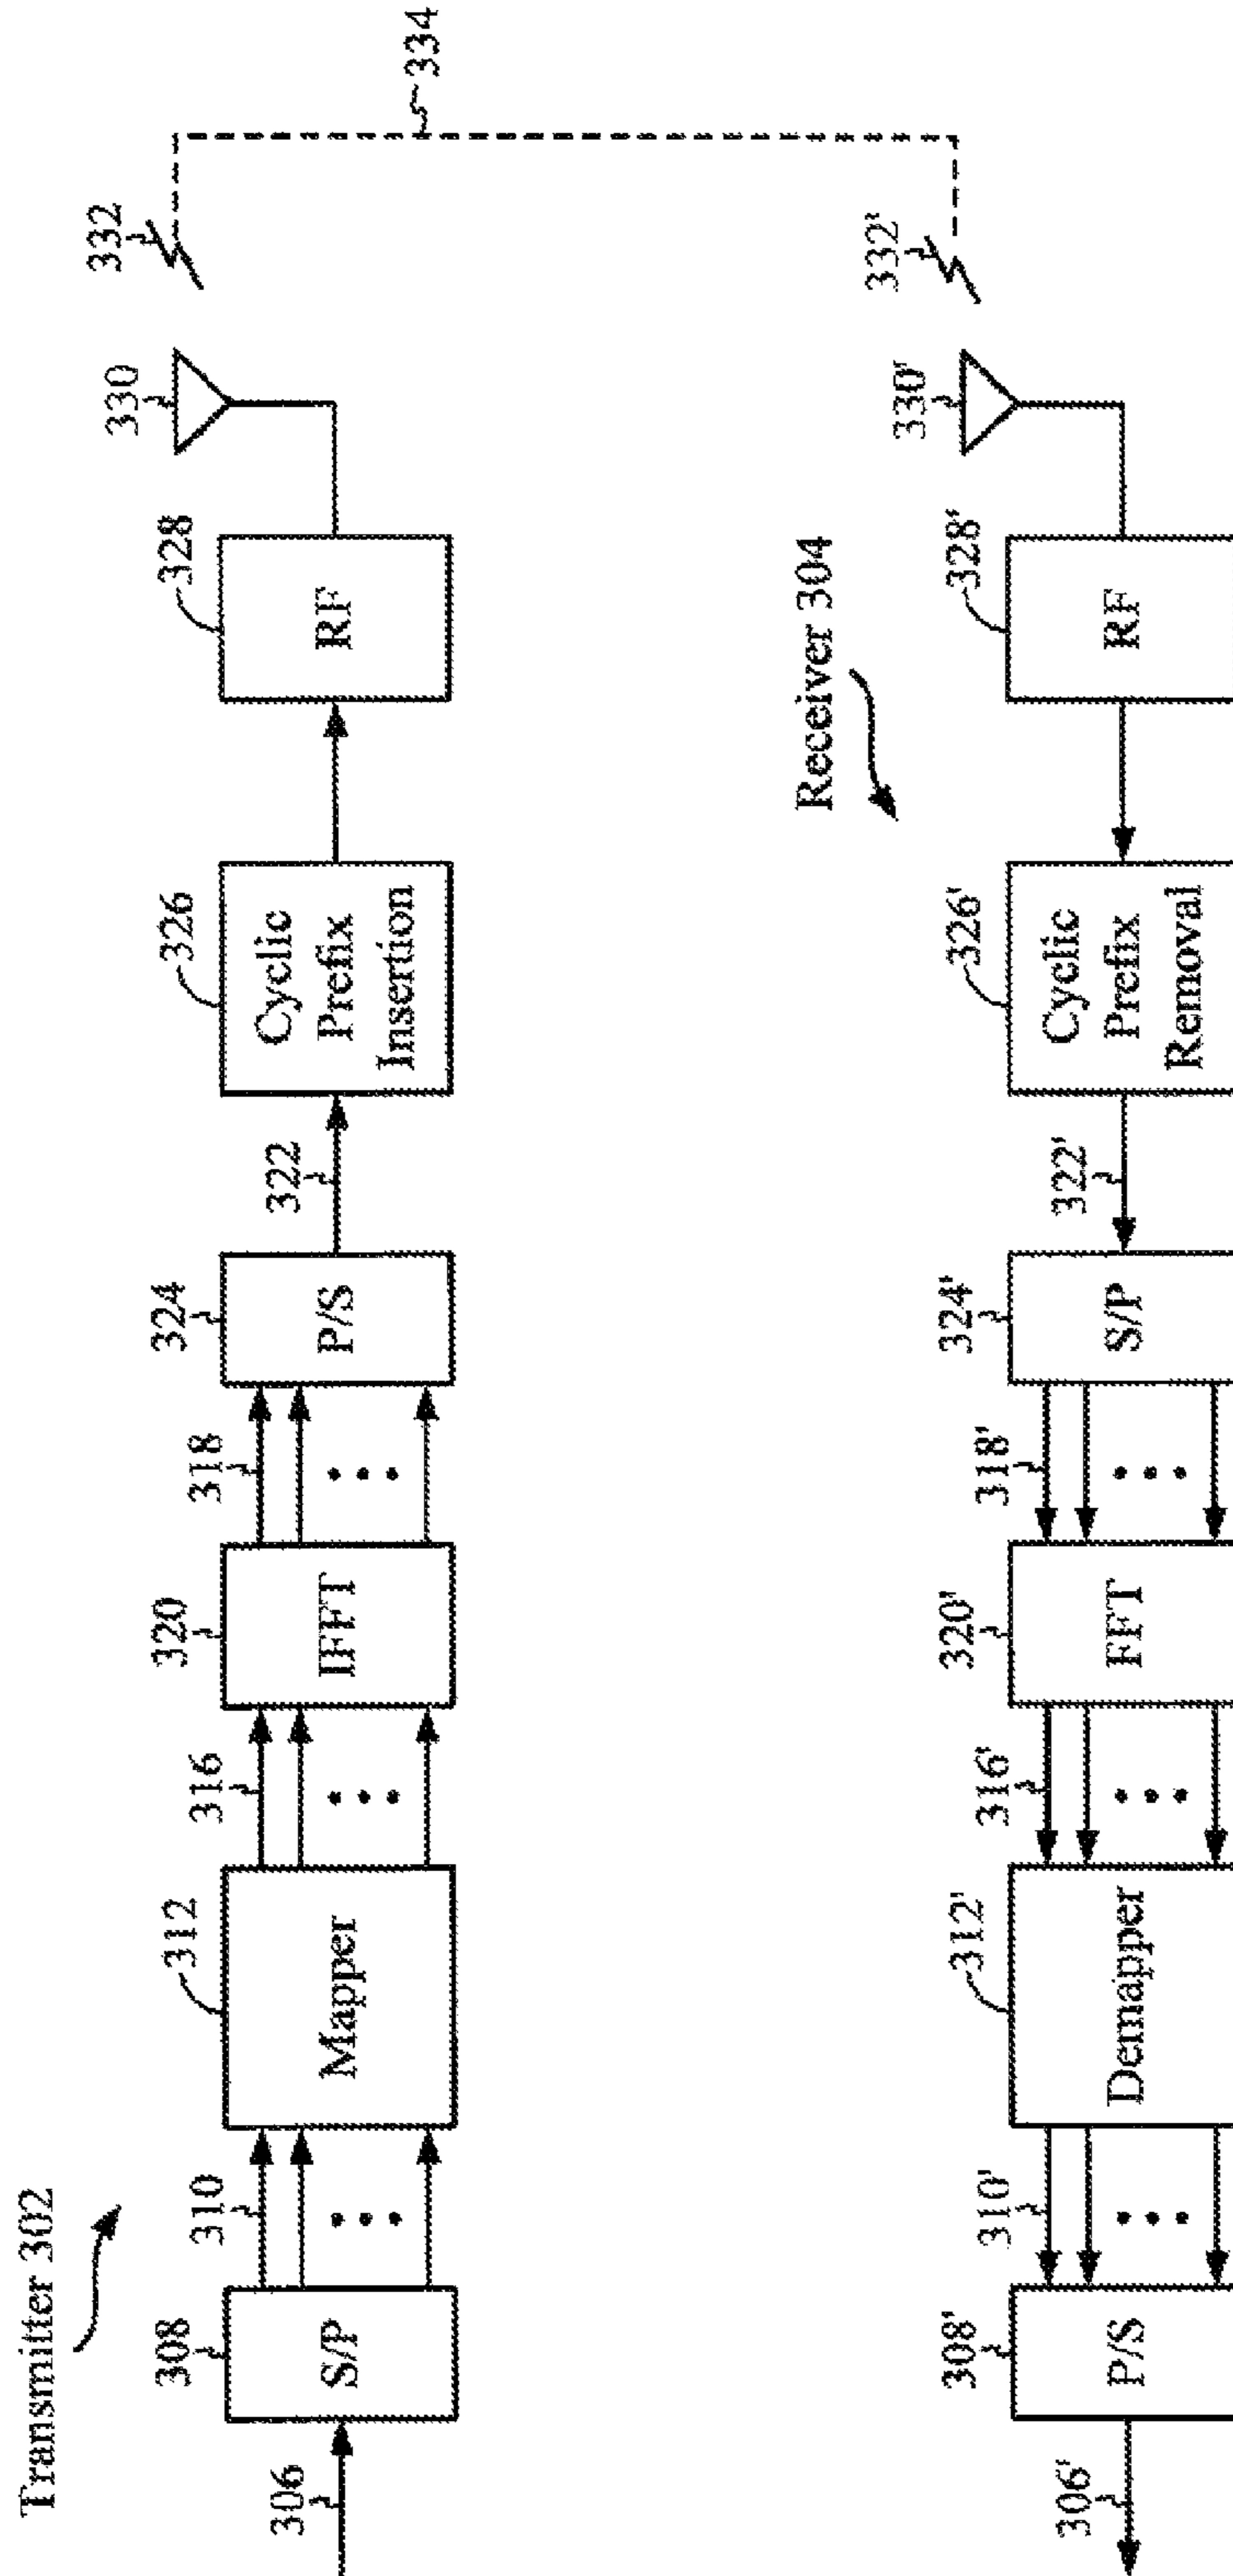 Transmitter 302
306
308
S/P
310
312
Mapper
316
320
IFFT
318
324
P/S
322
326
Cyclic
Prefix
Insertion
328
RF
330
332
334
Receiver 304
306'
308'
P/S
310'
312'
Demapper
316'
320'
FFT
318'
324'
S/P
322'
326'
Cyclic
Prefix
Removal
328'
RF
330'
332'